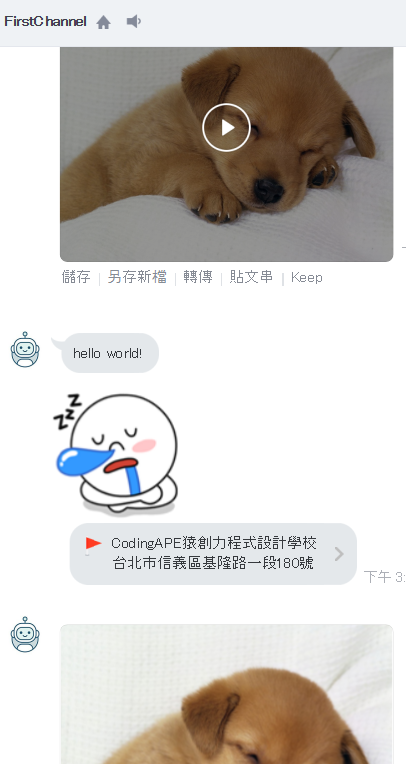 FirstChannel
儲存 | 另存新檔 | 轉傳 | 貼文串 | Keep
hello world!
z z z
CodingAPE猿創力程式設計學校
台北市信義區基隆路一段180號
下午 3: